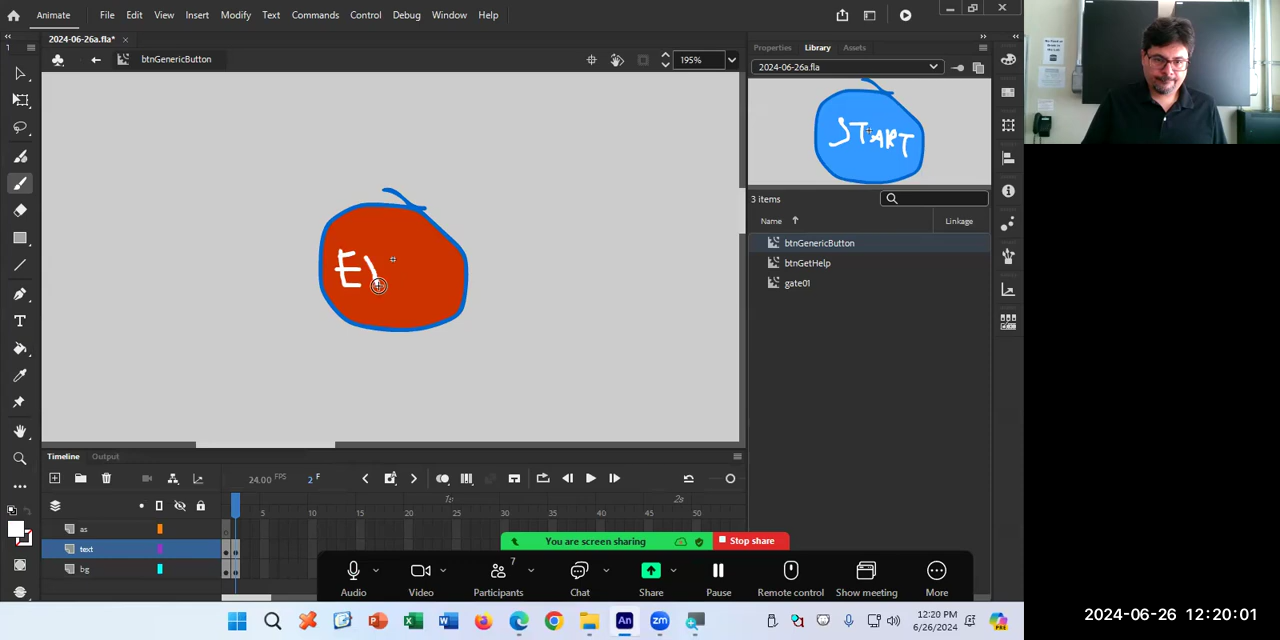 Animate
File Edit View Insert Modify Text Commands Control Debug Window Help
2024-06-26a.fla*
1
btnGenericButton
195%
Properties Library Assets
2024-06-26a.fla
START
3 items
Name Linkage
btnGenericButton
btnGetHelp
gate01
Timeline Output
24.00 FPS 2 F
1s 2s
5 10 15 20 25 30 35 40 45 50
as
text
bg
You are screen sharing Stop share
7
Audio Video Participants Chat Share Pause Remote control Show meeting More
12:20 PM
6/26/2024
2024-06-26 12:20:01